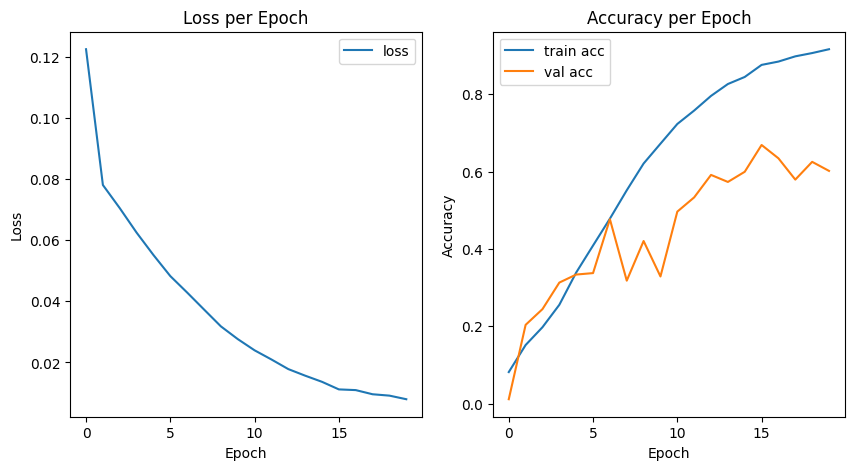 Loss per Epoch
loss
0.12
0.10
0.08
0.06
0.04
0.02
Loss
0
5
10
15
Epoch
Accuracy per Epoch
train acc
val acc
0.8
0.6
0.4
0.2
0.0
Accuracy
0
5
10
15
Epoch